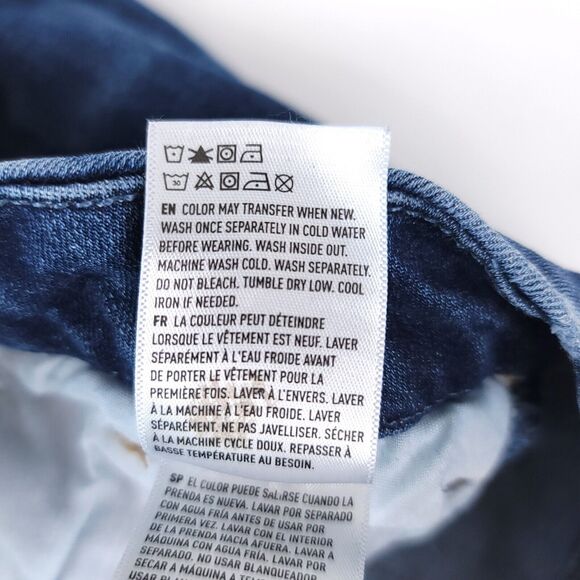 30
EN COLOR MAY TRANSFER WHEN NEW.
WASH ONCE SEPARATELY IN COLD WATER
BEFORE WEARING. WASH INSIDE OUT.
MACHINE WASH COLD. WASH SEPARATELY.
DO NOT BLEACH. TUMBLE DRY LOW. COOL
IRON IF NEEDED.
FR LA COULEUR PEUT DÉTEINDRE
LORSQUE LE VÊTEMENT EST NEUF. LAVER
SÉPARÉMENT À L'EAU FROIDE AVANT
DE PORTER LE VÊTEMENT POUR LA
PREMIÈRE FOIS. LAVER À L'ENVERS. LAVER
À LA MACHINE À L'EAU FROIDE. LAVER
SÉPARÉMENT. NE PAS JAVELLISER. SÉCHER
À LA MACHINE CYCLE DOUX. REPASSER À
BASSE TEMPÉRATURE AU BESOIN.
SP EL COLOR PUEDE SALIRSE CUANDO LA
PRENDA ES NUEVA. LAVAR POR SEPARADO
CON AGUA FRÍA ANTES DE USAR POR
PRIMERA VEZ. LAVAR CON EL INTERIOR
DE LA PRENDA HACIA AFUERA. LAVAR A
MÁQUINA CON AGUA FRÍA. LAVAR POR
SEPARADO. NO USAR BLANQUEADOR.
SECAR A MÁQUINA A